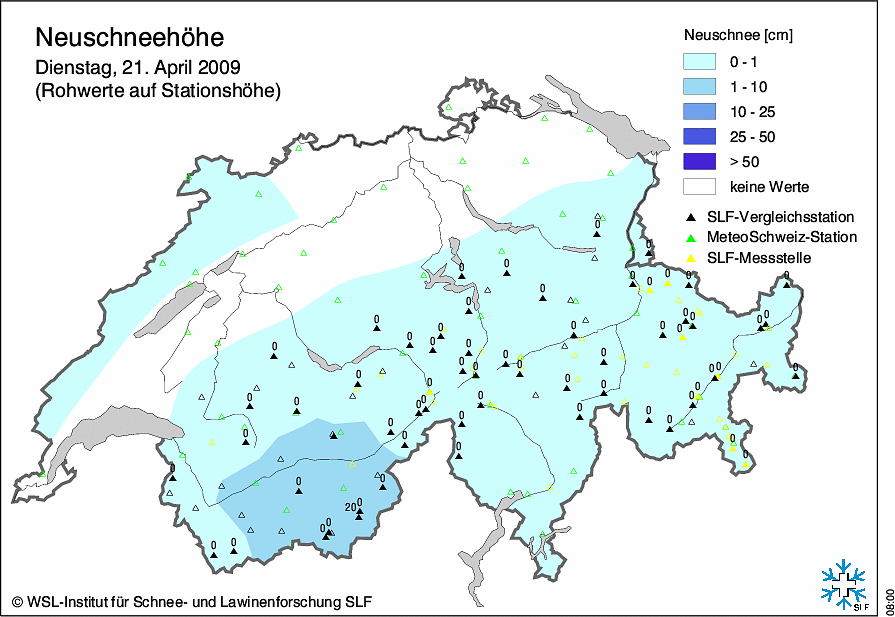 Neuschneehöhe
Dienstag, 21. April 2009
(Rohwerte auf Stationshöhe)
Neuschnee [cm]
0 - 1
1 - 10
10 - 25
25 - 50
> 50
keine Werte
SLF-Vergleichsstation
MeteoSchweiz-Station
SLF-Messstelle
0
0 0
0 0 0 0 0 0
0 0
0 0 0 0 0 0
0 0 0 0
0 0 0 0 0 0
0 0 0 0 0 0
0 0 0 0 0 0
0 0 0 0 0
0 0 0 0
0 0 0
20 0
0 0
0 0
© WSL-Institut für Schnee- und Lawinenforschung SLF
SLF
08:00